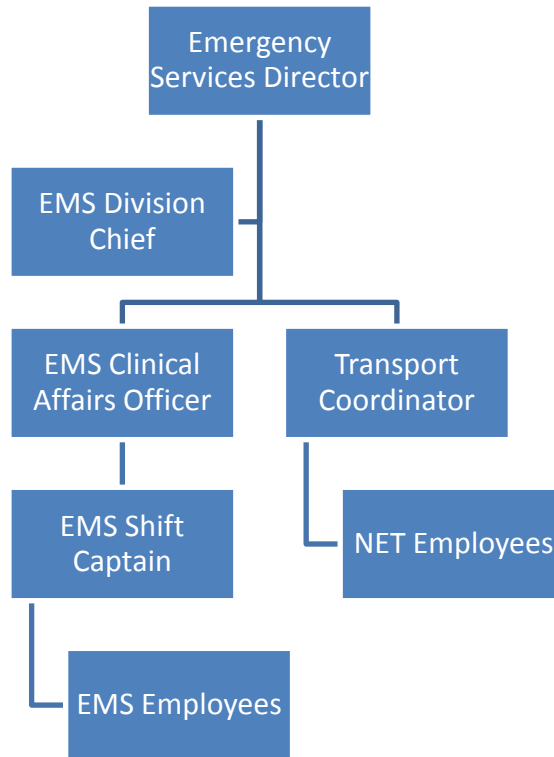 Emergency
Services Director
EMS Division
Chief
EMS Clinical
Affairs Officer
Transport
Coordinator
EMS Shift
Captain
NET Employees
EMS Employees